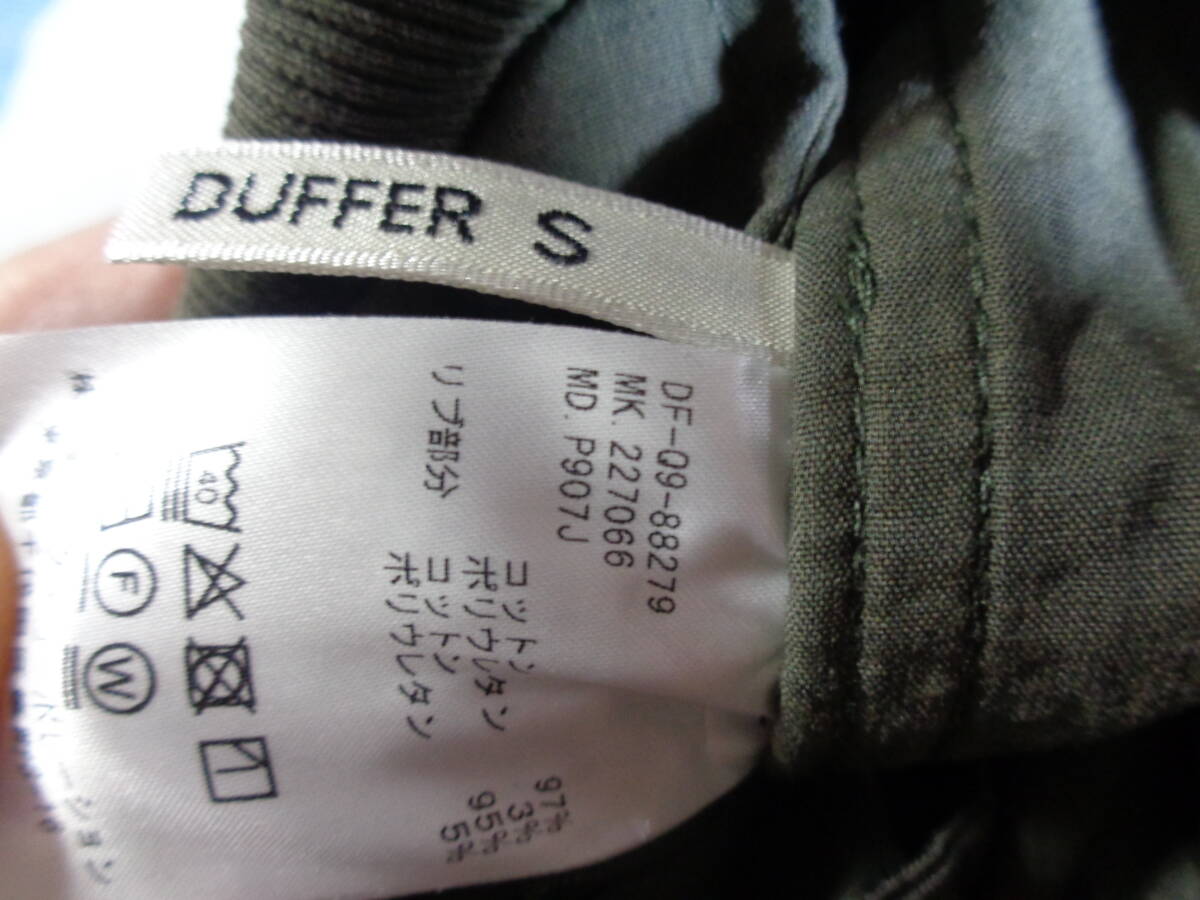 DUFFER S
DF-Q9-88279
MK. 227066
MD. P907J
コットン 97%
ポリウレタン 3%
リブ部分 コットン 95%
ポリウレタン 5%
40
F
W